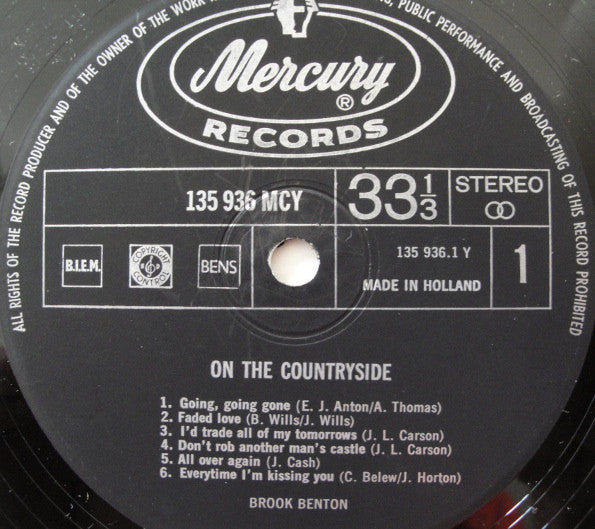 ALL RIGHTS OF THE RECORD PRODUCER AND OF THE OWNER OF THE WORK
PUBLIC PERFORMANCE AND BROADCASTING OF THIS RECORD PROHIBITED
Mercury
®
RECORDS
135 936 MCY
33 1/3
STEREO
B.I.E.M.
COPYRIGHT CONTROL
BENS
135 936.1 Y
MADE IN HOLLAND
1
ON THE COUNTRYSIDE
1. Going, going gone (E. J. Anton/A. Thomas)
2. Faded love (B. Wills/J. Wills)
3. I'd trade all of my tomorrows (J. L. Carson)
4. Don't rob another man's castle (J. L. Carson)
5. All over again (J. Cash)
6. Everytime I'm kissing you (C. Belew/J. Horton)
BROOK BENTON